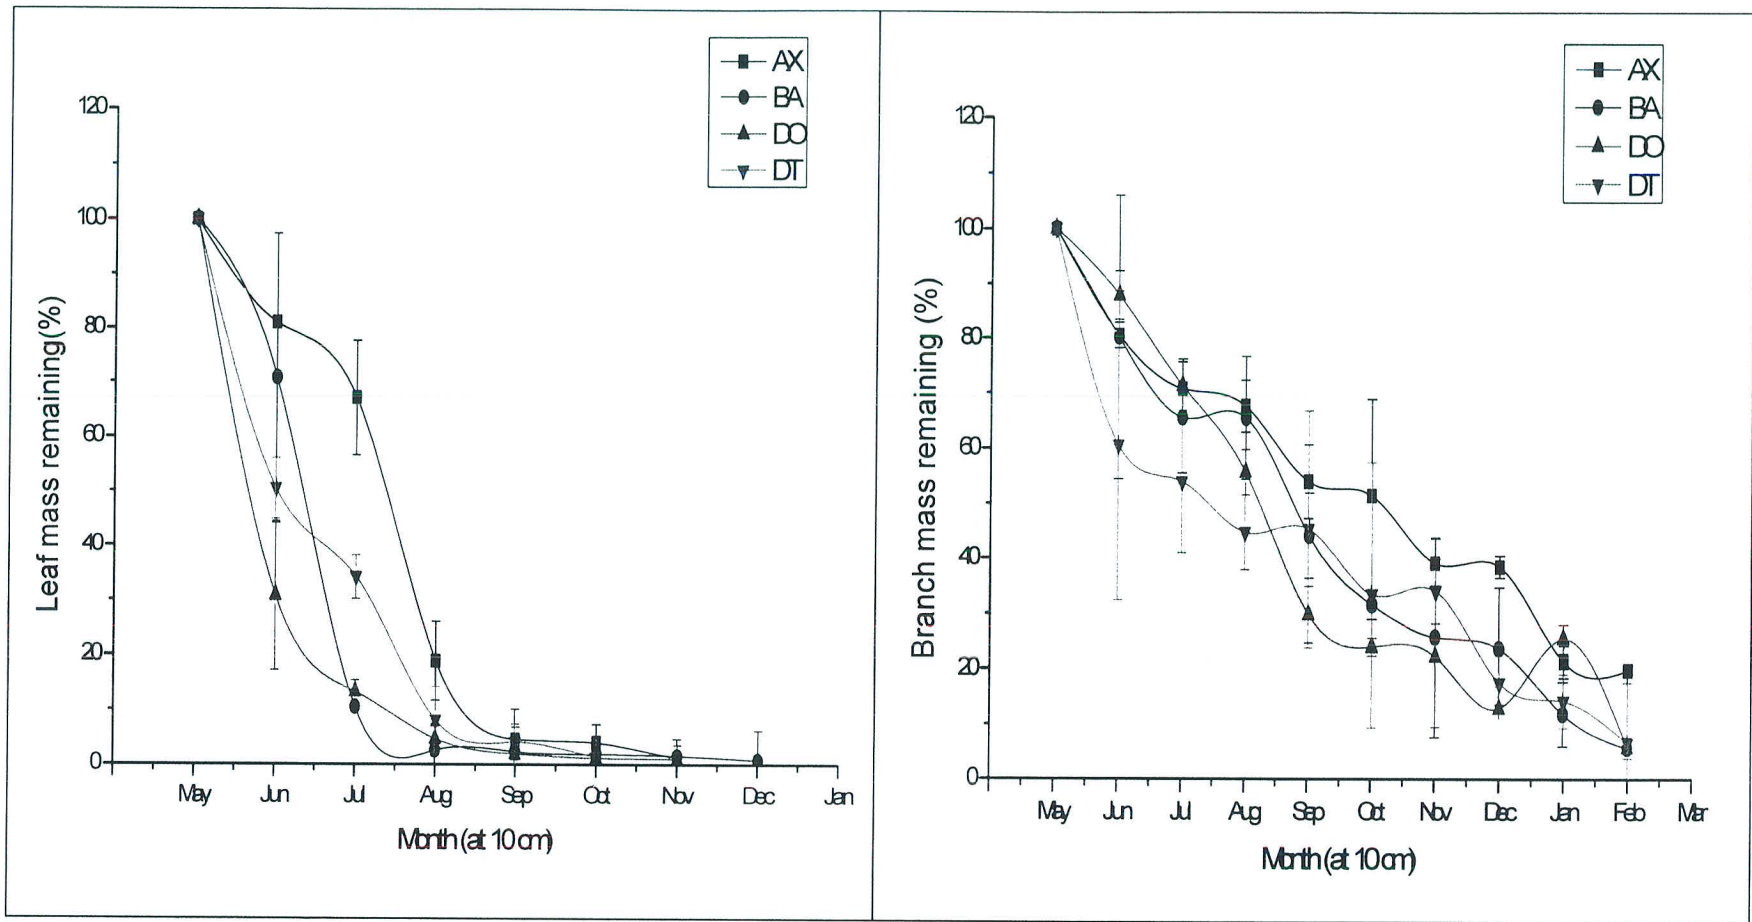 AX
BA
DO
DT
120
100
80
60
40
20
0
Leaf mass remaining (%)
May Jun Jul Aug Sep Oct Nov Dec Jan
Month (at 10 cm)
AX
BA
DO
DT
120
100
80
60
40
20
0
Branch mass remaining (%)
May Jun Jul Aug Sep Oct Nov Dec Jan Feb Mar
Month (at 10 cm)